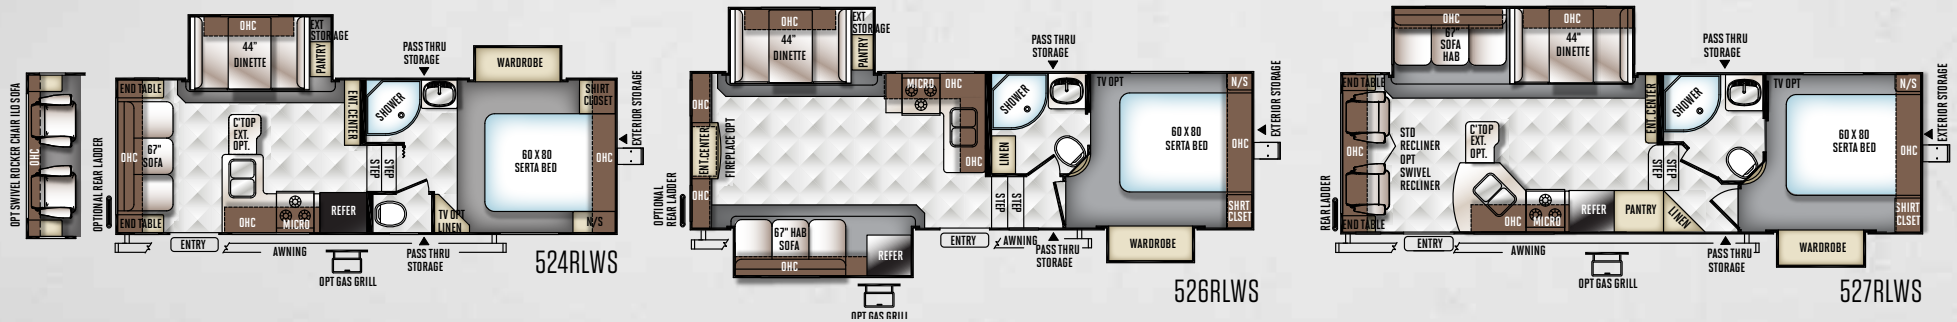 OPT SWIVEL ROCKER CHAIR ILO SOFA
OHC
OPTIONAL REAR LADDER
OHC
44"
DINETTE
EXT
STORAGE
PANTRY
PASS THRU
STORAGE
WARDROBE
END TABLE
OHC
67"
SOFA
END TABLE
C'TOP
EXT.
OPT.
ENT. CENTER
SHOWER
SHIRT
CLOSET
60 X 80
SERTA BED
OHC
EXTERIOR STORAGE
STEP
STEP
OHC
MICRO
REFER
TV OPT
LINEN
N/S
ENTRY
AWNING
PASS THRU
STORAGE
OPT GAS GRILL
524RLWS
OHC
44"
DINETTE
EXT
STORAGE
PANTRY
PASS THRU
STORAGE
OHC
ENT.CENTER
FIREPLACE OPT
OHC
MICRO
OHC
OHC
SHOWER
LINEN
TV OPT
N/S
60 X 80
SERTA BED
OHC
EXTERIOR STORAGE
SHRT
CLSET
OPTIONAL
REAR LADDER
STEP
STEP
67" HAB
SOFA
OHC
REFER
ENTRY
AWNING
PASS THRU
STORAGE
WARDROBE
OPT GAS GRILL
526RLWS
OHC
67"
SOFA
HAB
OHC
44"
DINETTE
PASS THRU
STORAGE
END TABLE
OHC
STD
RECLINER
OPT
SWIVEL
RECLINER
END TABLE
C'TOP
EXT.
OPT.
ENT.CENTER
SHOWER
TV OPT
N/S
60 X 80
SERTA BED
OHC
EXTERIOR STORAGE
SHIRT
CLSET
REAR LADDER
STEP
STEP
OHC
MICRO
REFER
PANTRY
LINEN
ENTRY
AWNING
PASS THRU
STORAGE
WARDROBE
OPT GAS GRILL
527RLWS